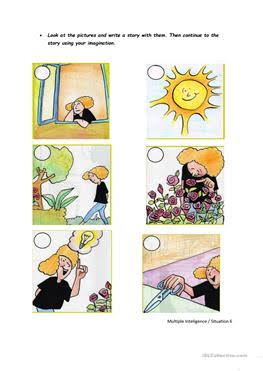 • Look at the pictures and write a story with them. Then continue to the
story using your imagination.
Multiple Inteligence / Situation 6
iSLCollective.com